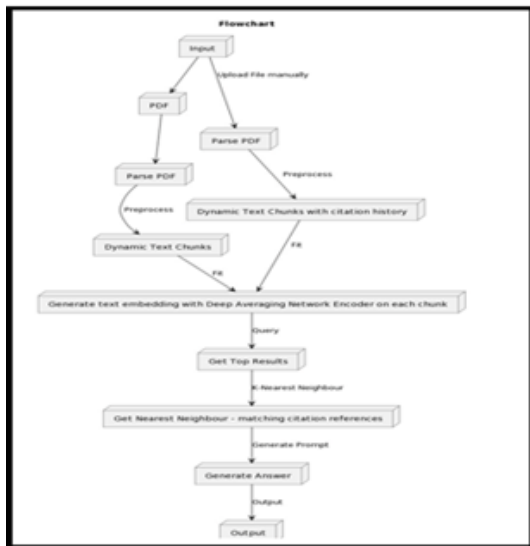 Flowchart
Input
Upload File manually
PDF
Parse PDF
Parse PDF
Preprocess
Preprocess
Dynamic Text Chunks with citation history
Dynamic Text Chunks
Fit
Fit
Generate text embedding with Deep Averaging Network Encoder on each chunk
Query
Get Top Results
K-Nearest Neighbour
Get Nearest Neighbour - matching citation references
Generate Prompt
Generate Answer
Output
Output